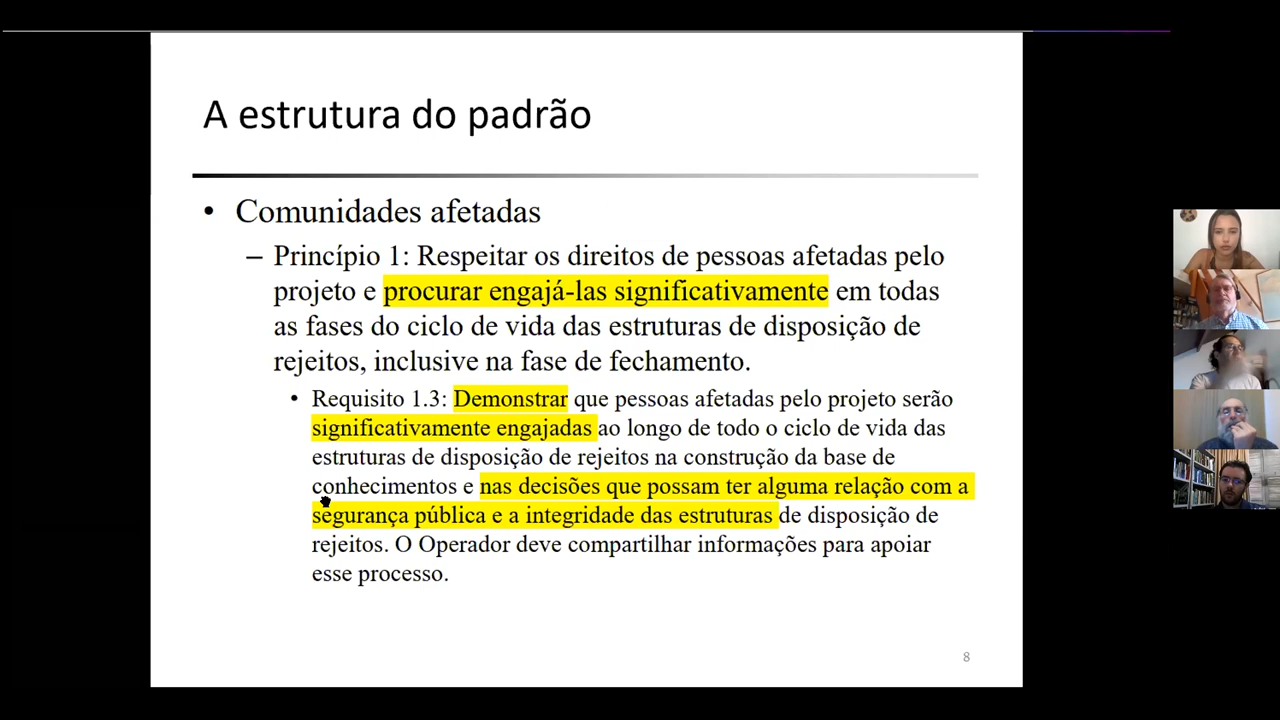 A estrutura do padrão
• Comunidades afetadas
– Princípio 1: Respeitar os direitos de pessoas afetadas pelo
projeto e procurar engajá-las significativamente em todas
as fases do ciclo de vida das estruturas de disposição de
rejeitos, inclusive na fase de fechamento.
• Requisito 1.3: Demonstrar que pessoas afetadas pelo projeto serão
significativamente engajadas ao longo de todo o ciclo de vida das
estruturas de disposição de rejeitos na construção da base de
conhecimentos e nas decisões que possam ter alguma relação com a
segurança pública e a integridade das estruturas de disposição de
rejeitos. O Operador deve compartilhar informações para apoiar
esse processo.
8